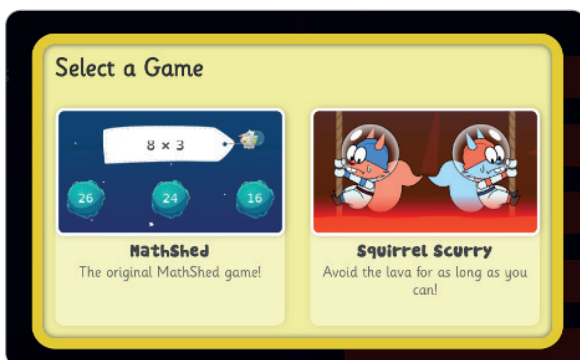 Select a Game
8 × 3
26
24
16
MathShed
The original MathShed game!
Squirrel Scurry
Avoid the lava for as long as you
can!